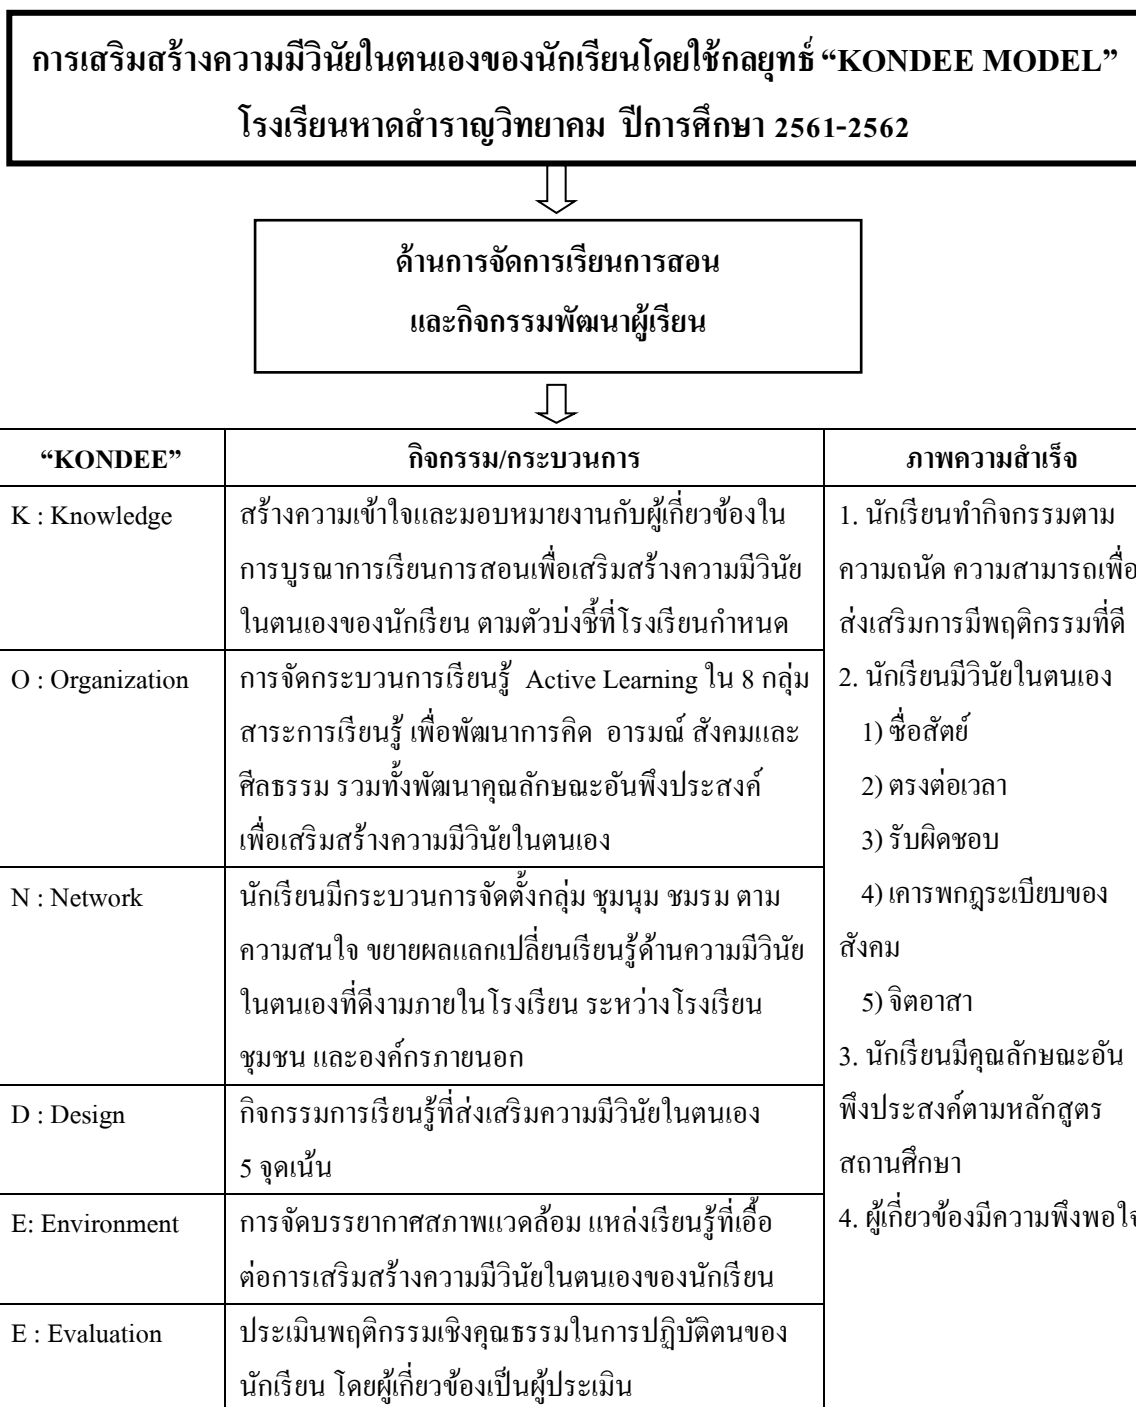 การเสริมสร้างความมีวินัยในตนเองของนักเรียนโดยใช้กลยุทธ์ “KONDEE MODEL”
โรงเรียนหาดสำราญวิทยาคม ปีการศึกษา 2561-2562
ด้านการจัดการเรียนการสอน
และกิจกรรมพัฒนาผู้เรียน
“KONDEE”
กิจกรรม/กระบวนการ
ภาพความสำเร็จ
K : Knowledge
สร้างความเข้าใจและมอบหมายงานกับผู้เกี่ยวข้องใน
การบูรณาการเรียนการสอนเพื่อเสริมสร้างความมีวินัย
ในตนเองของนักเรียน ตามตัวบ่งชี้ที่โรงเรียนกำหนด
O : Organization
การจัดกระบวนการเรียนรู้ Active Learning ใน 8 กลุ่ม
สาระการเรียนรู้ เพื่อพัฒนาการคิด อารมณ์ สังคมและ
ศีลธรรม รวมทั้งพัฒนาคุณลักษณะอันพึงประสงค์
เพื่อเสริมสร้างความมีวินัยในตนเอง
N : Network
นักเรียนมีกระบวนการจัดตั้งกลุ่ม ชุมนุม ชมรม ตาม
ความสนใจ ขยายผลแลกเปลี่ยนเรียนรู้ด้านความมีวินัย
ในตนเองที่ดีงามภายในโรงเรียน ระหว่างโรงเรียน
ชุมชน และองค์กรภายนอก
D : Design
กิจกรรมการเรียนรู้ที่ส่งเสริมความมีวินัยในตนเอง
5 จุดเน้น
E: Environment
การจัดบรรยากาศสภาพแวดล้อม แหล่งเรียนรู้ที่เอื้อ
ต่อการเสริมสร้างความมีวินัยในตนเองของนักเรียน
E : Evaluation
ประเมินพฤติกรรมเชิงคุณธรรมในการปฏิบัติตนของ
นักเรียน โดยผู้เกี่ยวข้องเป็นผู้ประเมิน
1. นักเรียนทำกิจกรรมตาม
ความถนัด ความสามารถเพื่อ
ส่งเสริมการมีพฤติกรรมที่ดี
2. นักเรียนมีวินัยในตนเอง
1) ซื่อสัตย์
2) ตรงต่อเวลา
3) รับผิดชอบ
4) เคารพกฎระเบียบของ
สังคม
5) จิตอาสา
3. นักเรียนมีคุณลักษณะอัน
พึงประสงค์ตามหลักสูตร
สถานศึกษา
4. ผู้เกี่ยวข้องมีความพึงพอใจ